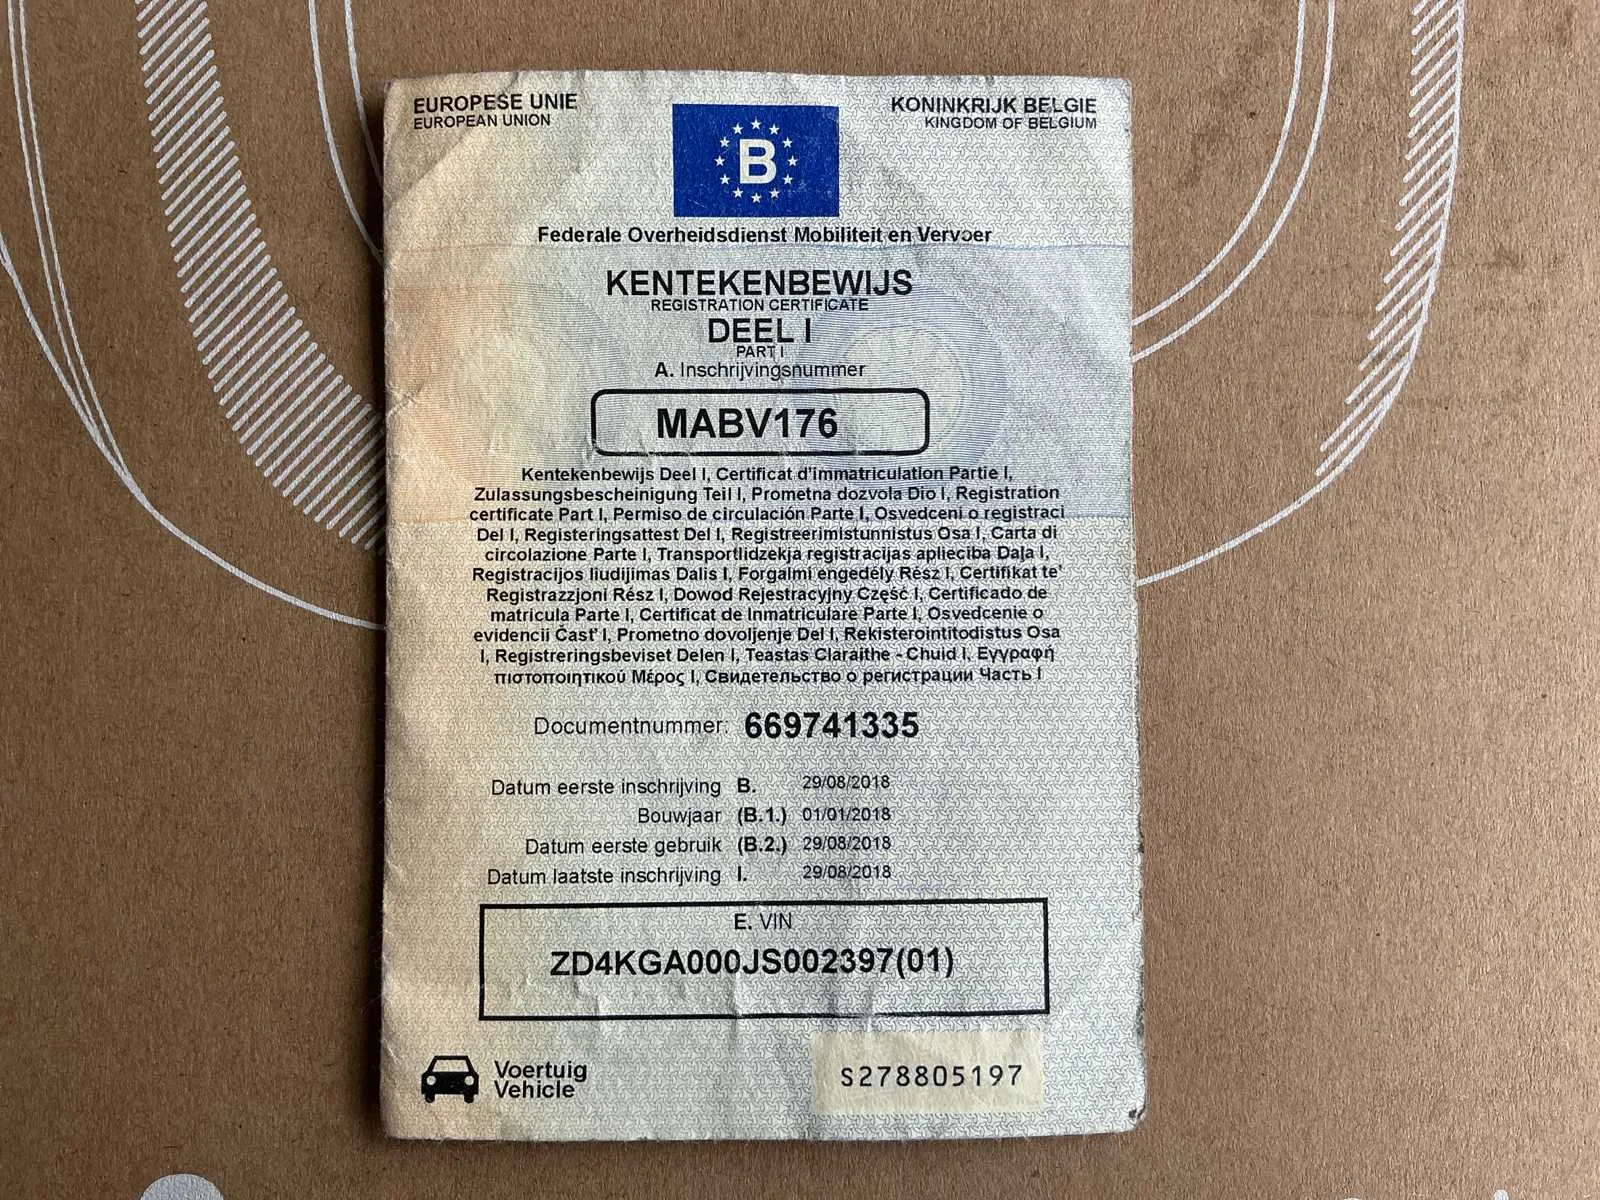 EUROPESE UNIE
EUROPEAN UNION
KONINKRIJK BELGIE
KINGDOM OF BELGIUM
B
Federale Overheidsdienst Mobiliteit en Vervoer
KENTEKENBEWIJS
REGISTRATION CERTIFICATE
DEEL I
PART I
A. Inschrijvingsnummer
MABV176
Kentekenbewijs Deel I, Certificat d'immatriculation Partie I,
Zulassungsbescheinigung Teil I, Prometna dozvola Dio I, Registration
certificate Part I, Permiso de circulación Parte I, Osvedceni o registraci
Del I, Registeringsattest Del I, Registreerimistunnistus Osa I, Carta di
circolazione Parte I, Transportlidzekja registrācijas aplieciba Daļa I,
Registracijos liudijimas Dalis I, Forgalmi engedély Rész I, Certifikat te'
Registrazzjoni Rész I, Dowod Rejestracyjny Część I, Certificado de
matricula Parte I, Certificat de Inmatriculare Parte I, Osvedcenie o
evidencii Čast' I, Prometno dovoljenje Del I, Rekisterointitodistus Osa
I, Registreringsbeviset Delen I, Teastas Claraithe - Chuid I, Εγγραφή
πιστοποιητικού Μέρος I, Свидетельство о регистрации Часть I
Documentnummer: 669741335
Datum eerste inschrijving B. 29/08/2018
Bouwjaar (B.1.) 01/01/2018
Datum eerste gebruik (B.2.) 29/08/2018
Datum laatste inschrijving I. 29/08/2018
E. VIN
ZD4KGA000JS002397(01)
Voertuig
Vehicle
S278805197